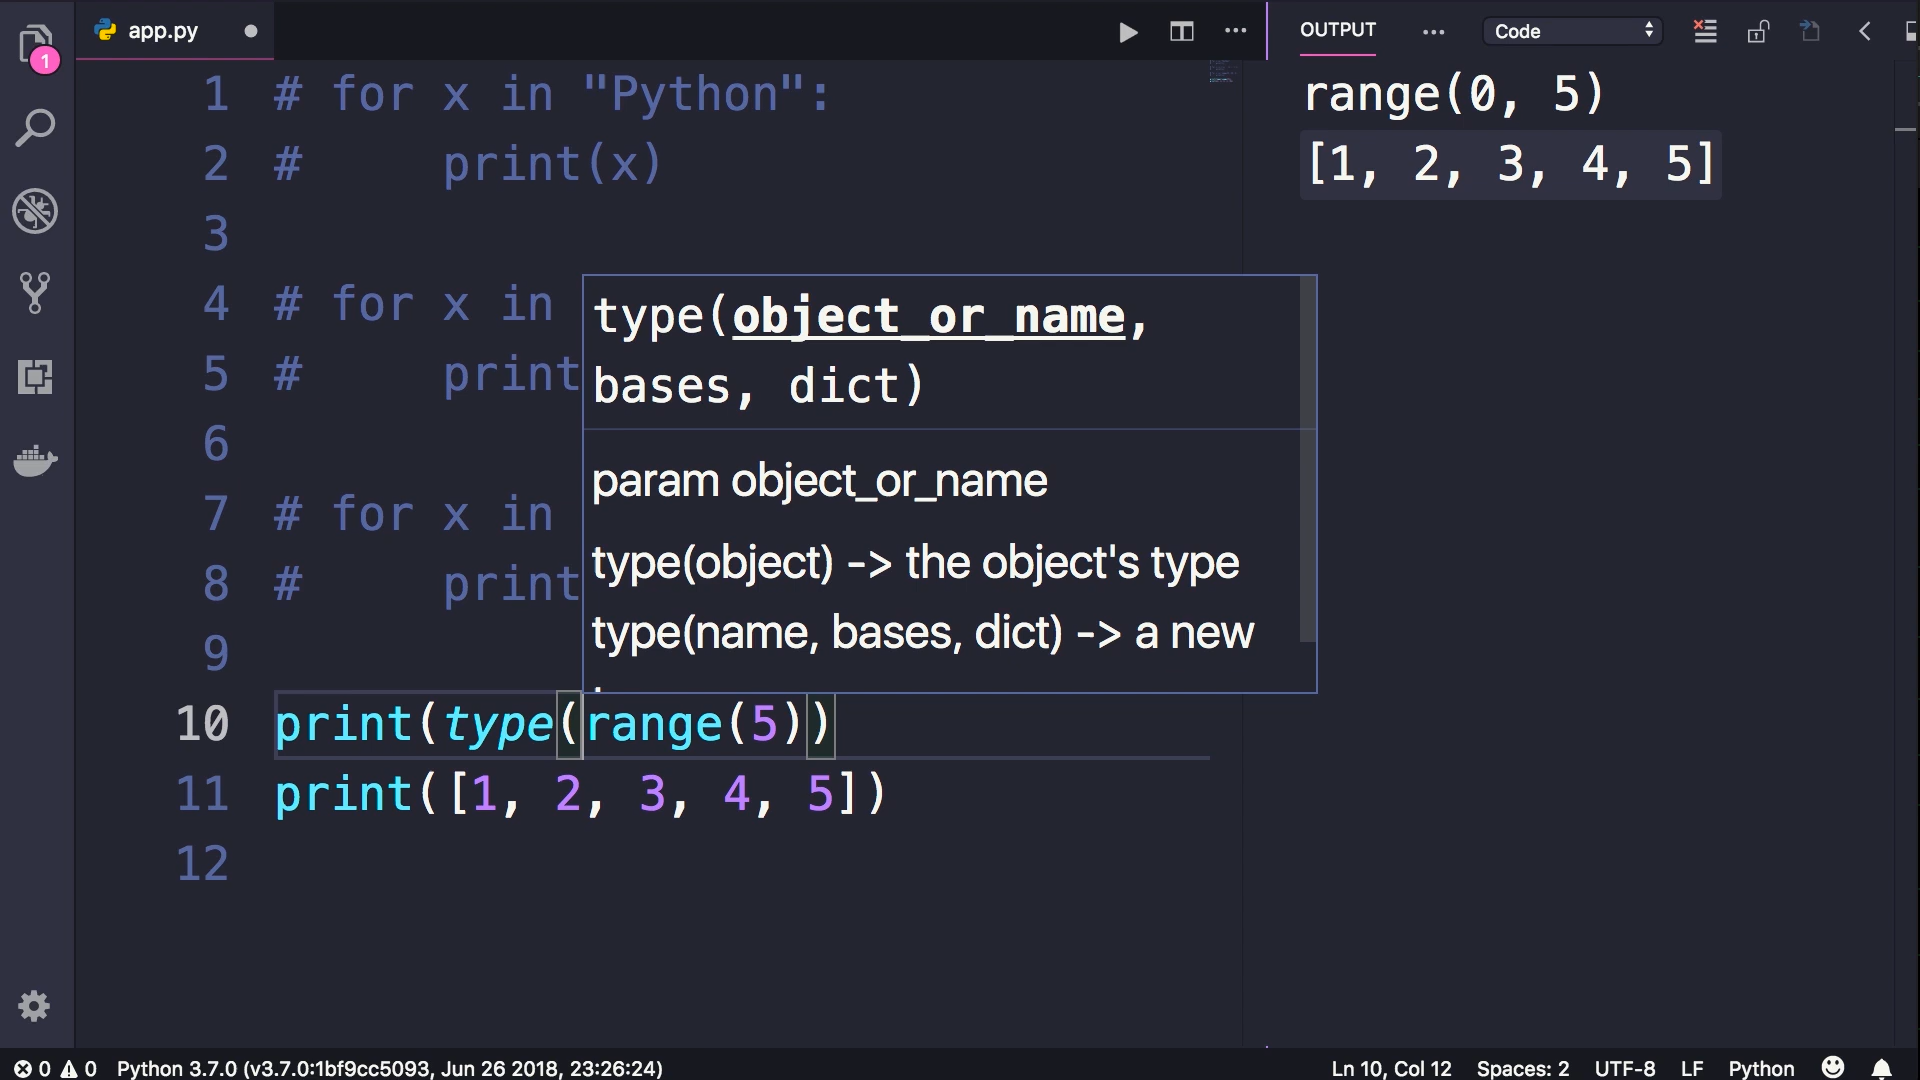 app.py
1
OUTPUT
Code
1 # for x in "Python":
2 #     print(x)
3
4 # for x in
5 #     print
6
7 # for x in
8 #     print
9
10 print(type(range(5))
11 print([1, 2, 3, 4, 5])
12
type(object_or_name,
bases, dict)
param object_or_name
type(object) -> the object's type
type(name, bases, dict) -> a new
range(0, 5)
[1, 2, 3, 4, 5]
0 0 Python 3.7.0 (v3.7.0:1bf9cc5093, Jun 26 2018, 23:26:24) Ln 10, Col 12 Spaces: 2 UTF-8 LF Python